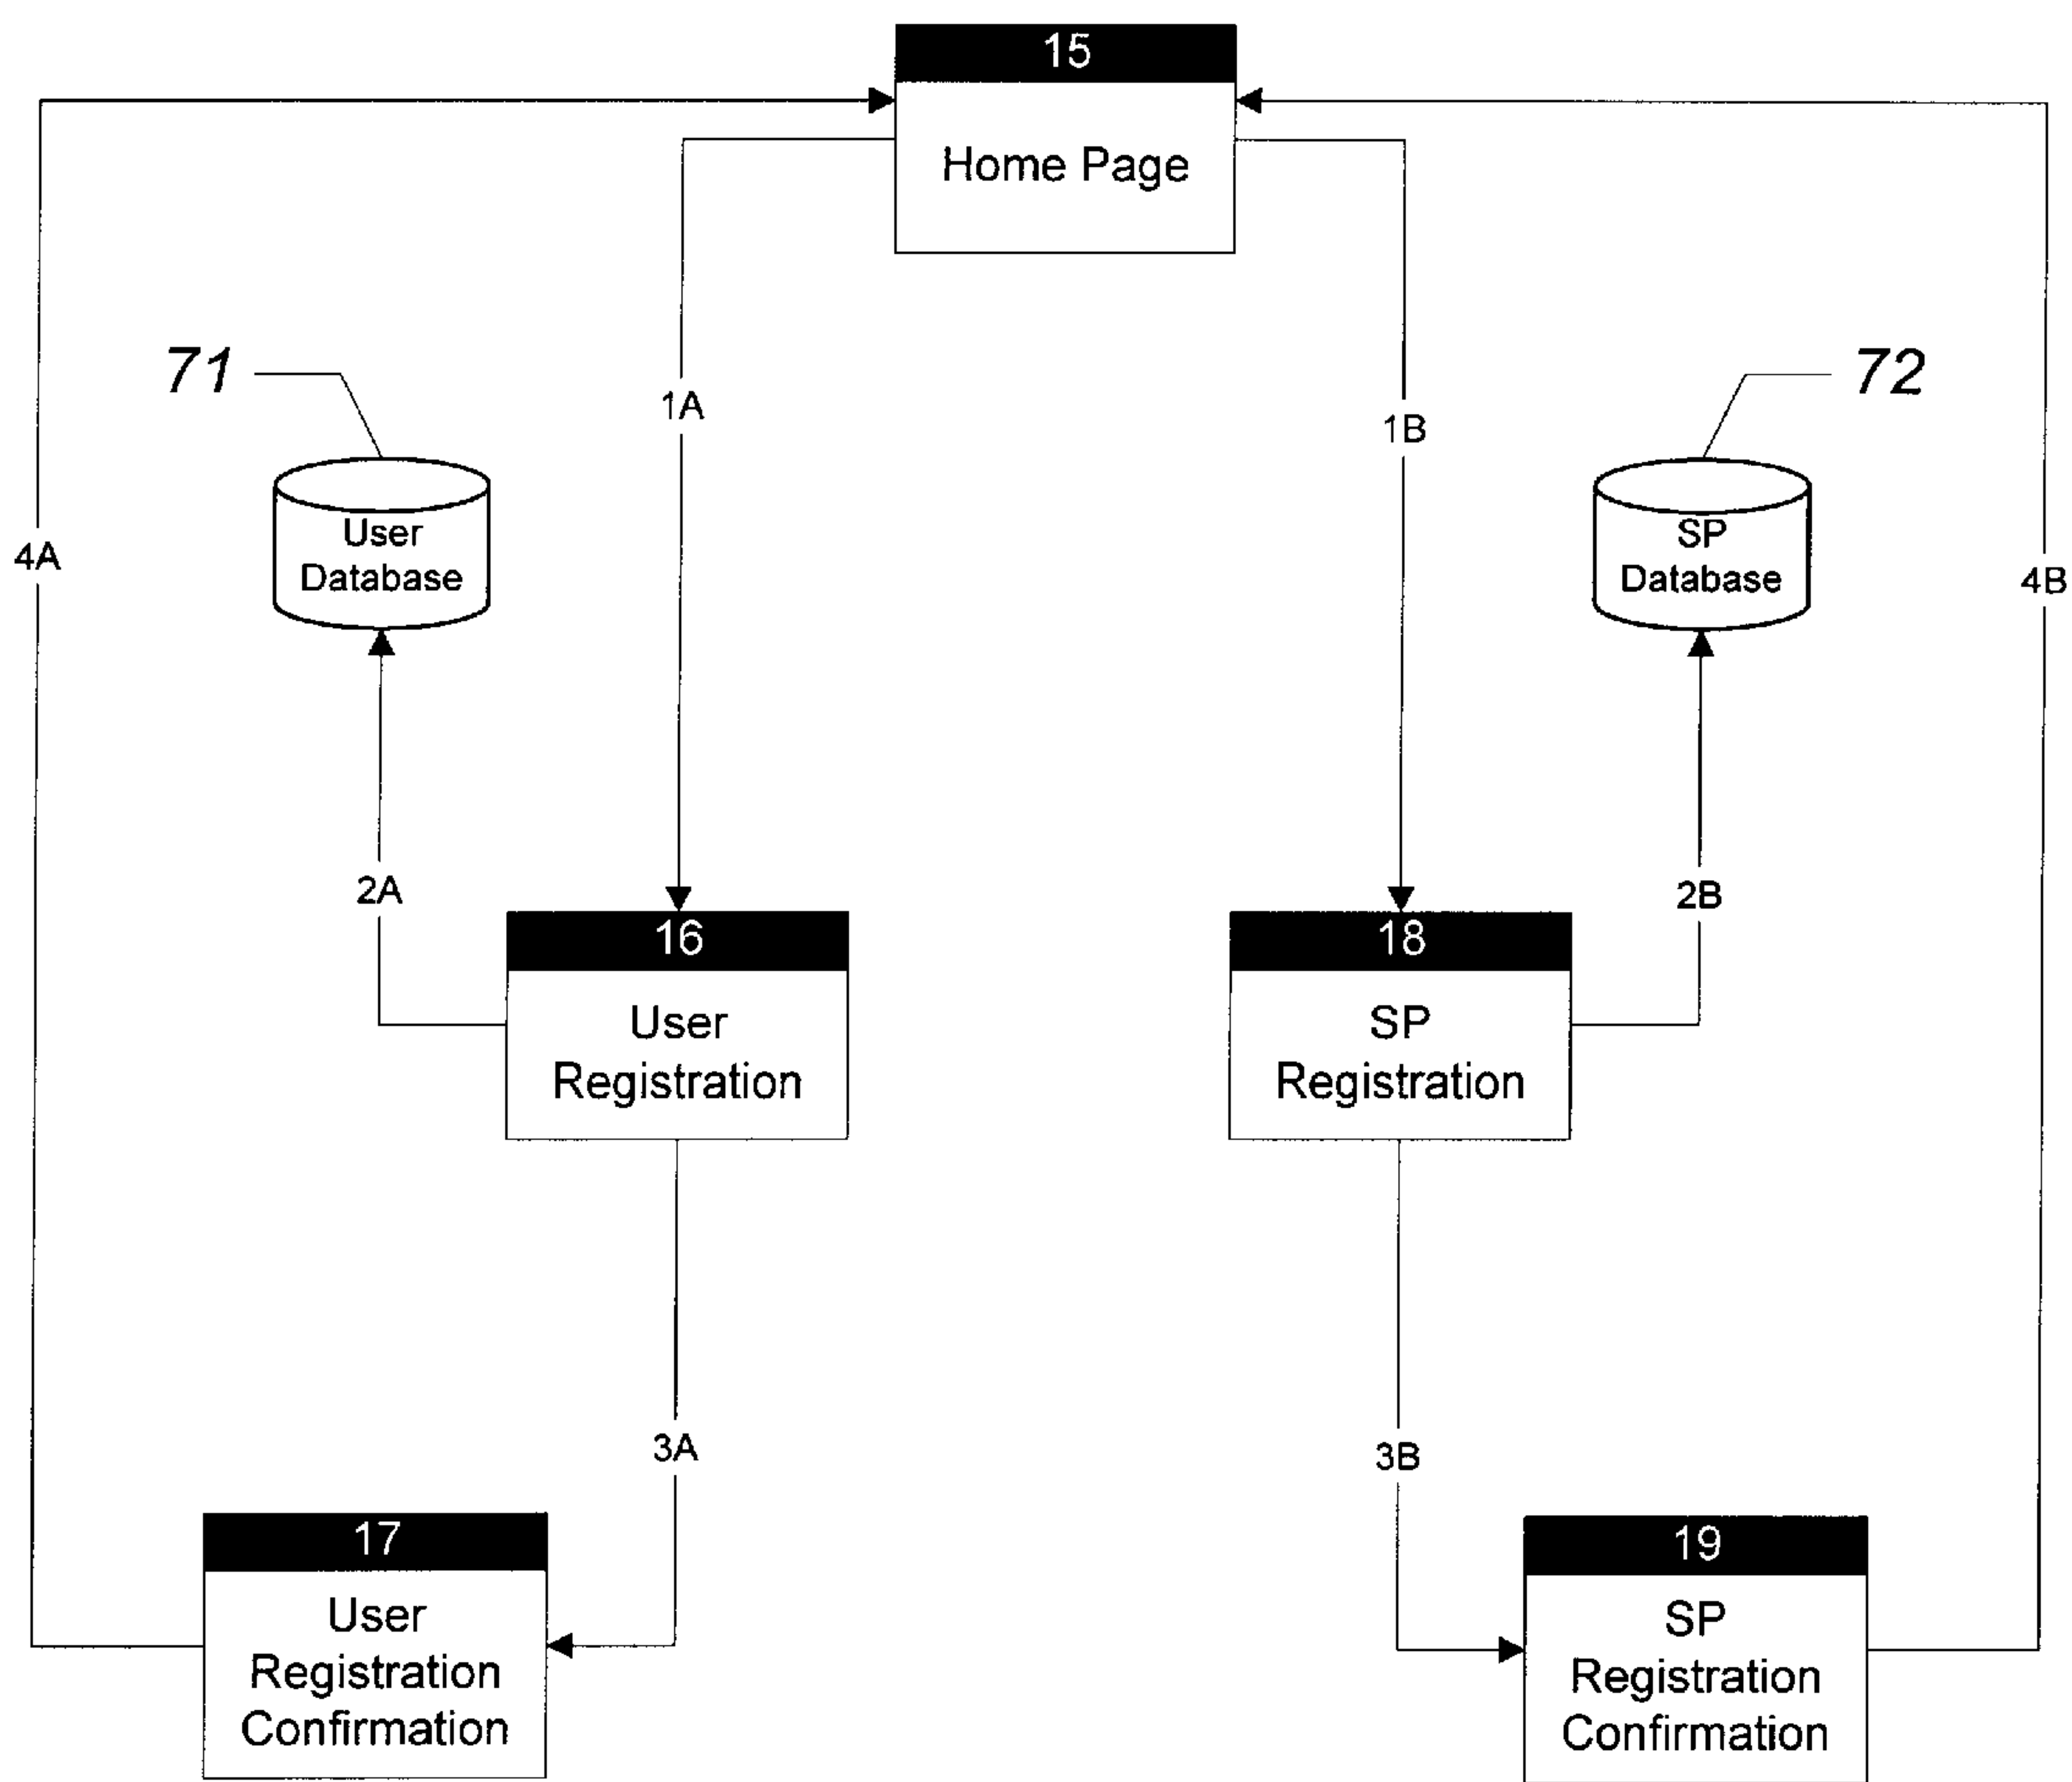 15
Home Page
71
72
1A
1B
User
Database
SP
Database
4A
4B
2A
2B
16
User
Registration
18
SP
Registration
3A
3B
17
User
Registration
Confirmation
19
SP
Registration
Confirmation